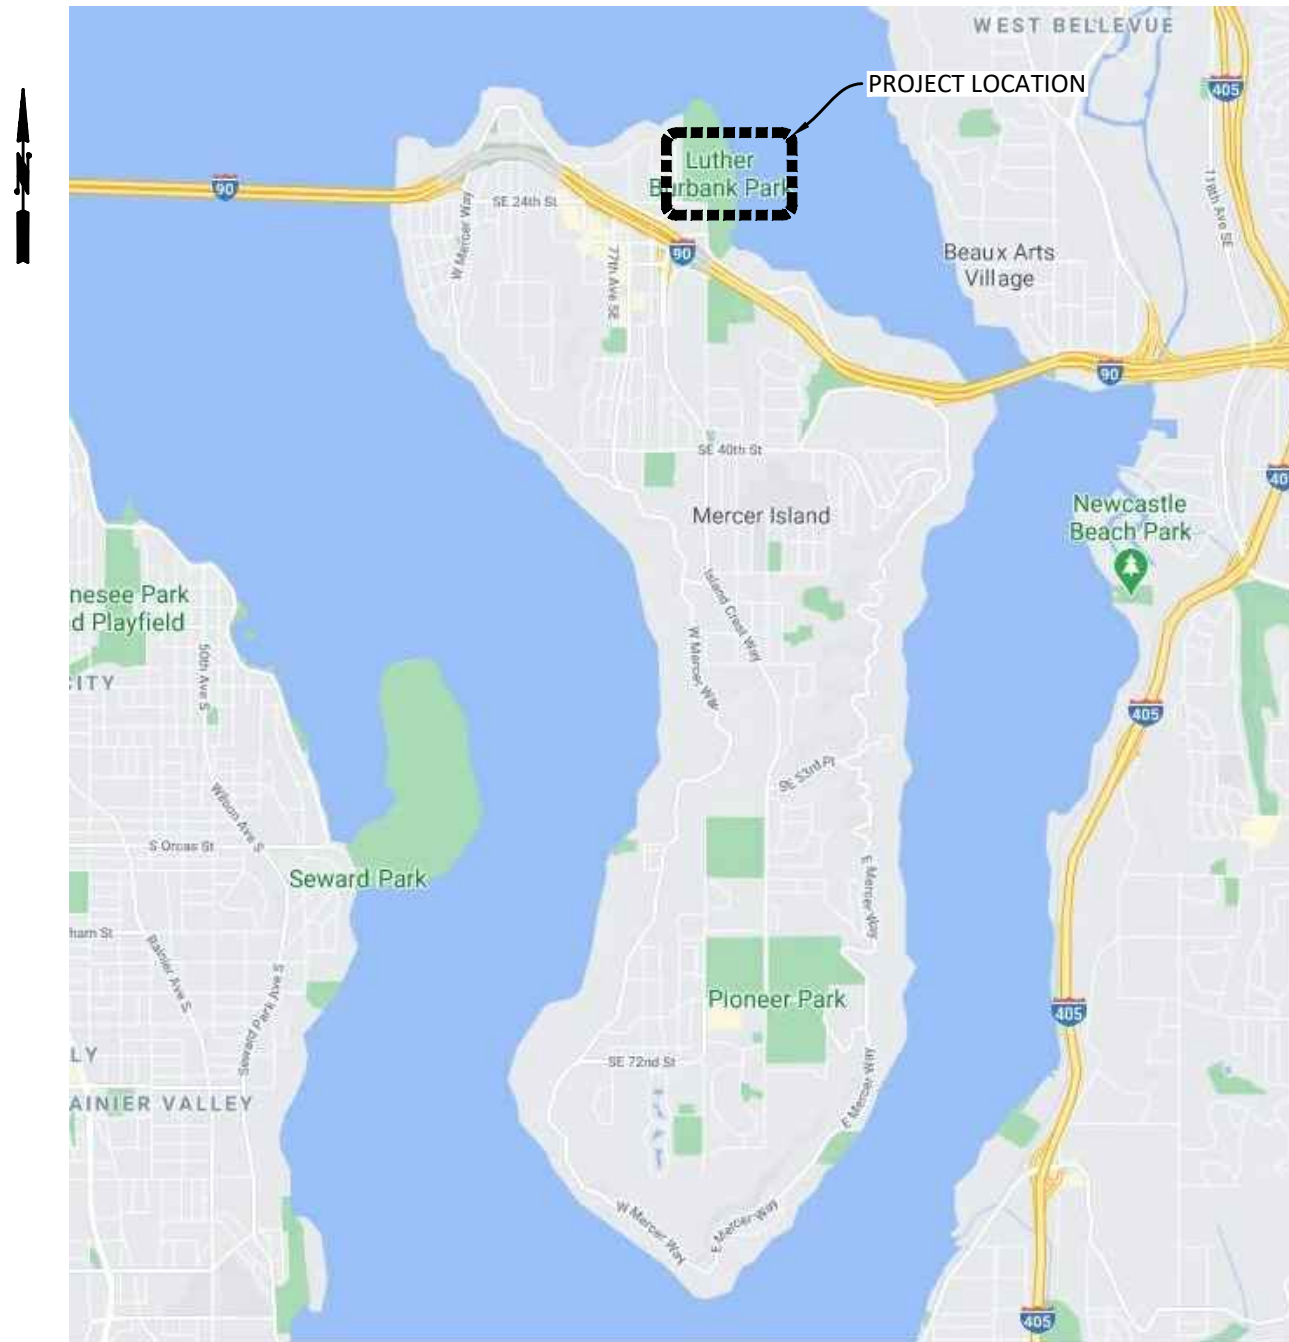 WEST BELLEVUE
PROJECT LOCATION
405
Luther
Burbank Park
90
SE 24th St
W Mercer Way
77th Ave SE
90
118th Ave SE
Beaux Arts
Village
90
SE 40th St
40
Mercer Island
Newcastle
Beach Park
nesee Park
d Playfield
Island Crest Way
W Mercer Way
50th Ave S
CITY
405
SE 53rd Pl
Wilson Ave S
S Orcas St
Seward Park
E Mercer Way
ham St
Rainier Ave S
Seward Park Ave S
Pioneer Park
405
LY
SE 72nd St
E Mercer Way
AINIER VALLEY
W Mercer Way
E Mercer Way
405
N